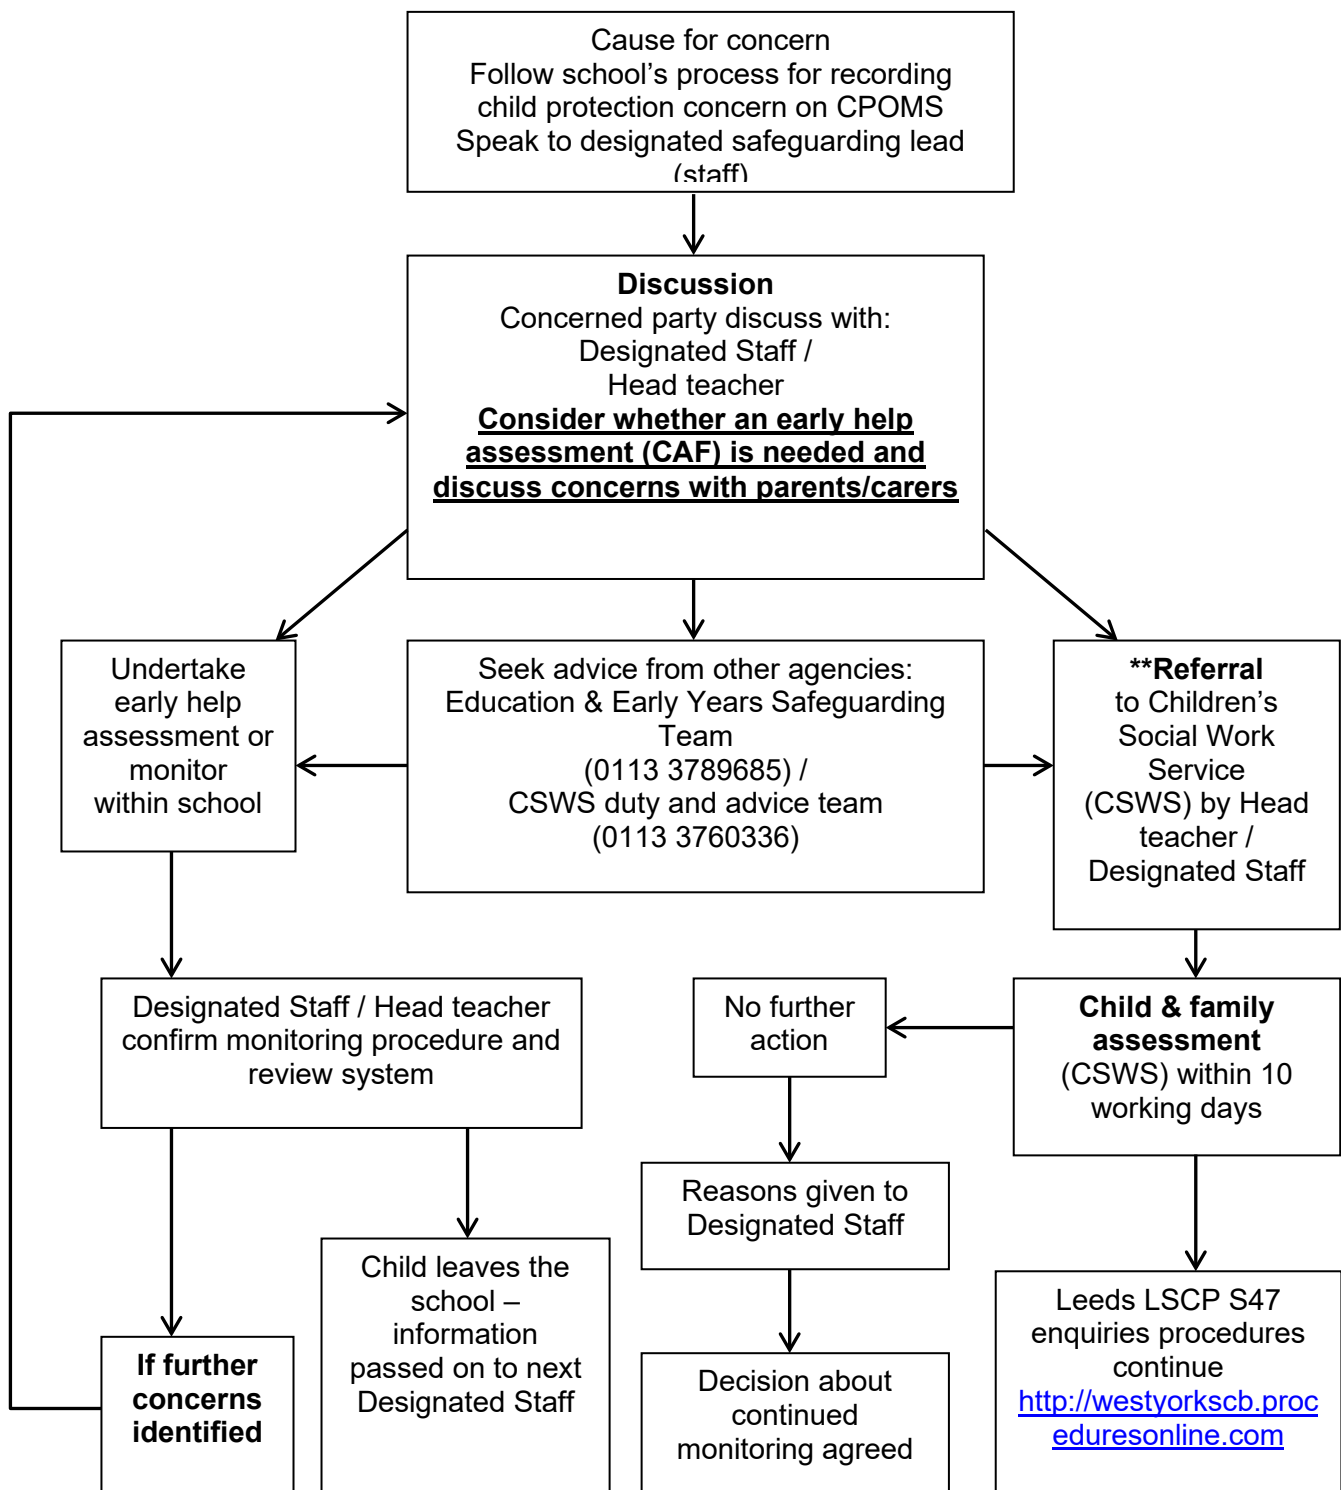 Cause for concern
Follow school’s process for recording
child protection concern on CPOMS
Speak to designated safeguarding lead
(staff)
Discussion
Concerned party discuss with:
Designated Staff /
Head teacher
Consider whether an early help
assessment (CAF) is needed and
discuss concerns with parents/carers
Undertake
early help
assessment or
monitor
within school
Seek advice from other agencies:
Education & Early Years Safeguarding
Team
(0113 3789685) /
CSWS duty and advice team
(0113 3760336)
**Referral
to Children’s
Social Work
Service
(CSWS) by Head
teacher /
Designated Staff
Designated Staff / Head teacher
confirm monitoring procedure and
review system
No further
action
Child & family
assessment
(CSWS) within 10
working days
Reasons given to
Designated Staff
Child leaves the
school –
information
passed on to next
Designated Staff
If further
concerns
identified
Decision about
continued
monitoring agreed
Leeds LSCP S47
enquiries procedures
continue
http://westyorkscb.proc
eduresonline.com